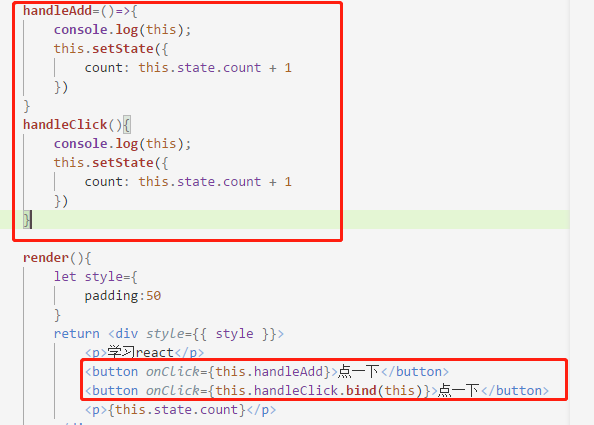 handleAdd=()=>{
console.log(this);
this.setState({
count: this.state.count + 1
})
}
handleClick(){
console.log(this);
this.setState({
count: this.state.count + 1
})
}
render(){
let style={
padding:50
}
return <div style={{ style }}>
<p>学习react</p>
<button onClick={this.handleAdd}>点一下</button>
<button onClick={this.handleClick.bind(this)}>点一下</button>
<p>{this.state.count}</p>